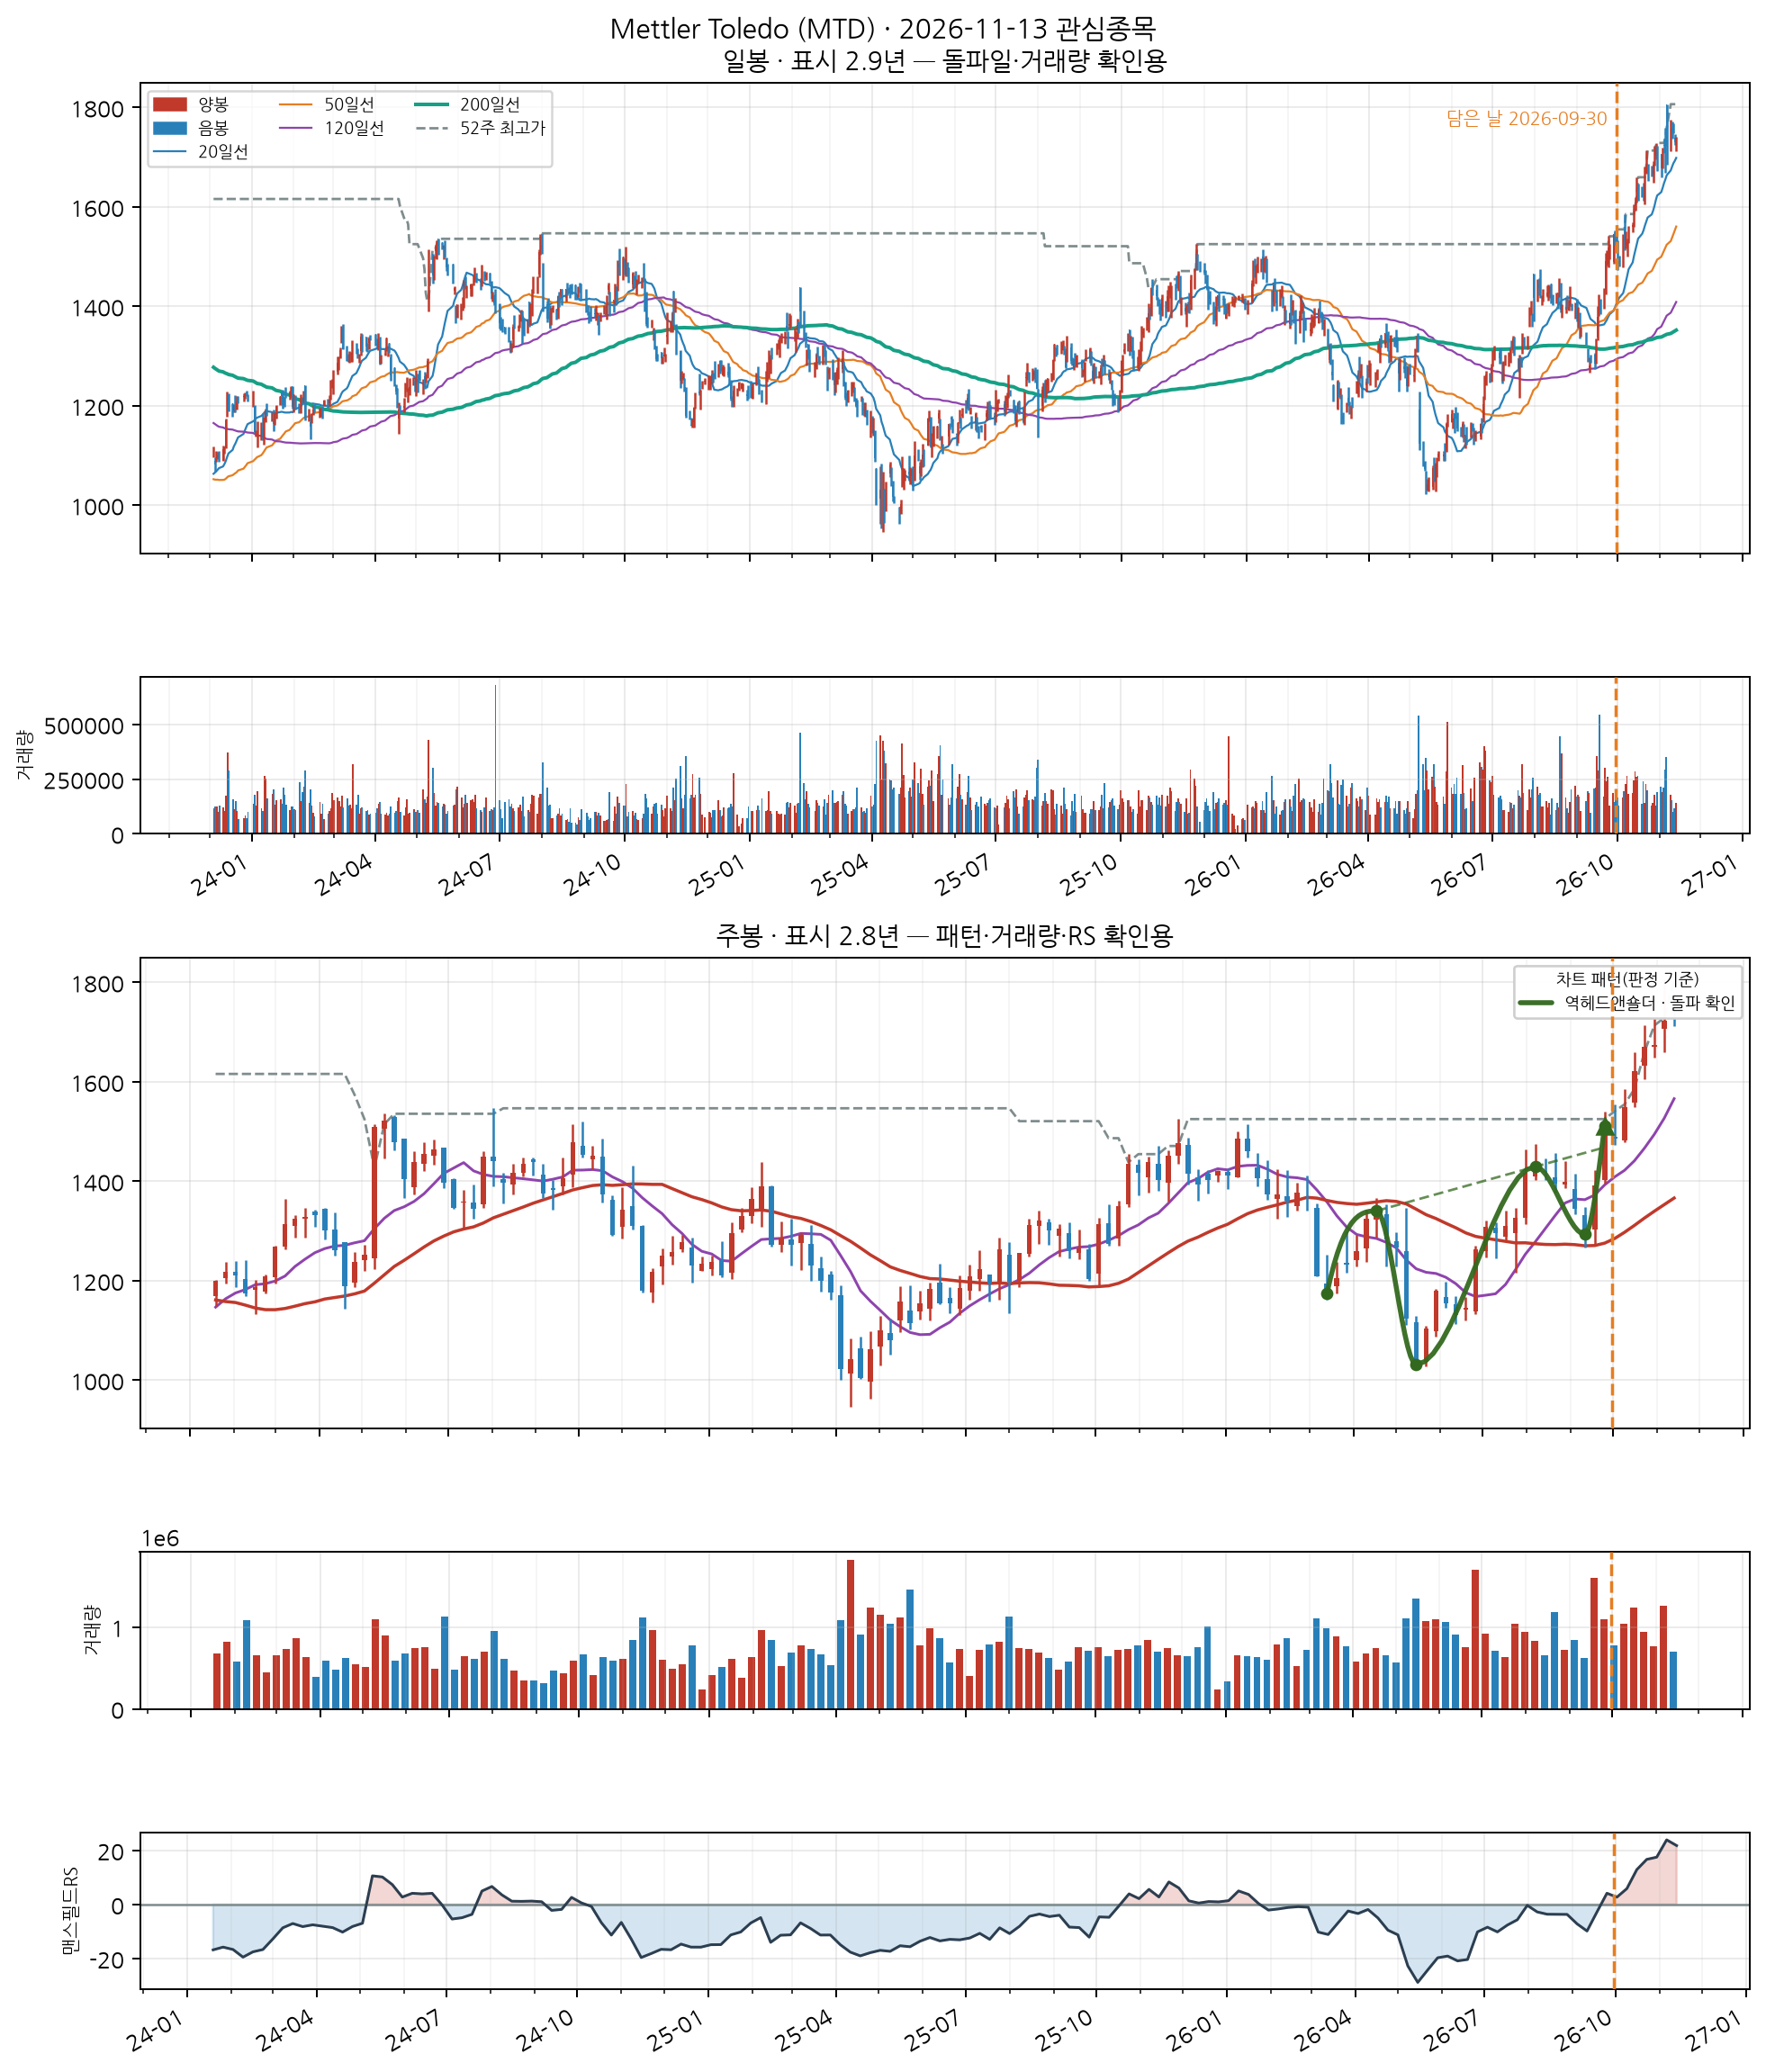 Mettler Toledo (MTD) · 2026-11-13 관심종목
일봉 · 표시 2.9년 — 돌파일·거래량 확인용
양봉
음봉
20일선
50일선
120일선
200일선
52주 최고가
담은 날 2026-09-30
1800
1600
1400
1200
1000
거래량
500000
250000
0
24-01
24-04
24-07
24-10
25-01
25-04
25-07
25-10
26-01
26-04
26-07
26-10
27-01
주봉 · 표시 2.8년 — 패턴·거래량·RS 확인용
차트 패턴(판정 기준)
역헤드앤숄더 · 돌파 확인
1800
1600
1400
1200
1000
1e6
거래량
1
0
맨스필드RS
20
0
-20
24-01
24-04
24-07
24-10
25-01
25-04
25-07
25-10
26-01
26-04
26-07
26-10
27-01